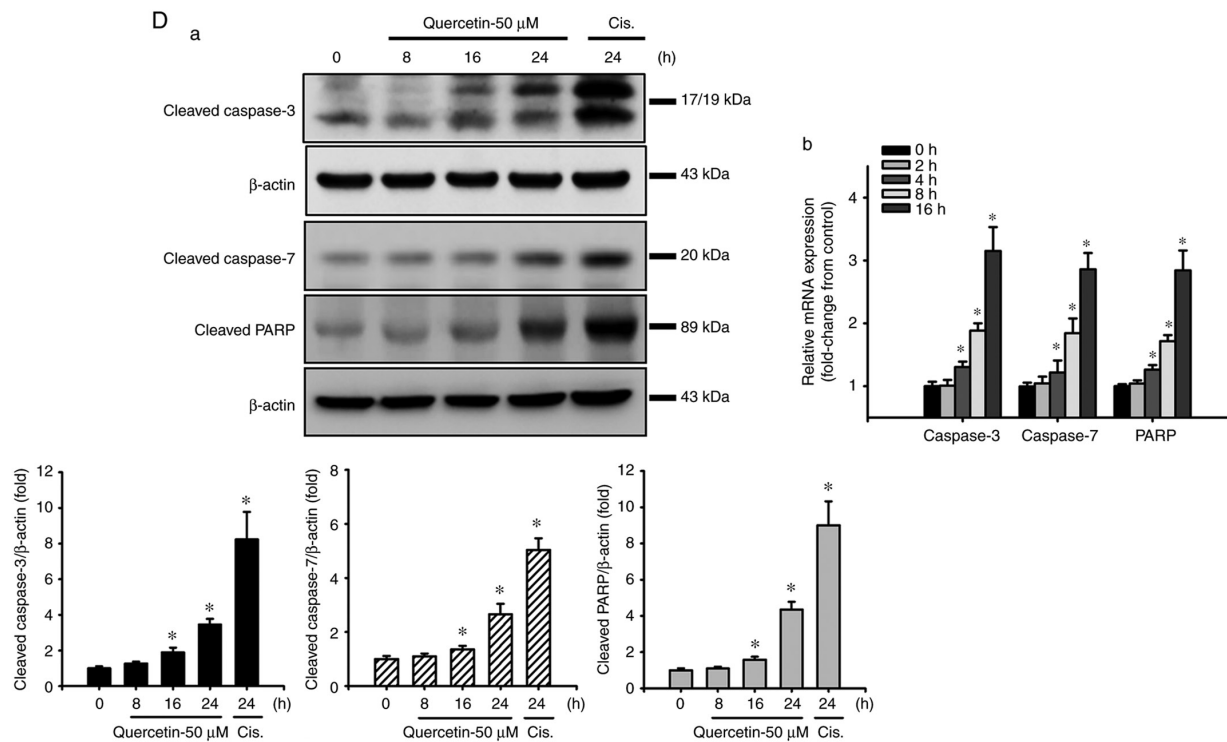 D
a
Quercetin-50 μM
Cis.
0 8 16 24 24 (h)
Cleaved caspase-3
17/19 kDa
β-actin
43 kDa
Cleaved caspase-7
20 kDa
Cleaved PARP
89 kDa
β-actin
43 kDa
b
0 h
2 h
4 h
8 h
16 h
Relative mRNA expression
(fold-change from control)
4
3
2
1
* * *
* * *
* * *
Caspase-3 Caspase-7 PARP
Cleaved caspase-3/β-actin (fold)
12
10
8
6
4
2
0
* * *
0 8 16 24 24 (h)
Quercetin-50 μM Cis.
Cleaved caspase-7/β-actin (fold)
8
6
4
2
0
* * *
0 8 16 24 24 (h)
Quercetin-50 μM Cis.
Cleaved PARP/β-actin (fold)
12
10
8
6
4
2
0
* * *
0 8 16 24 24 (h)
Quercetin-50 μM Cis.